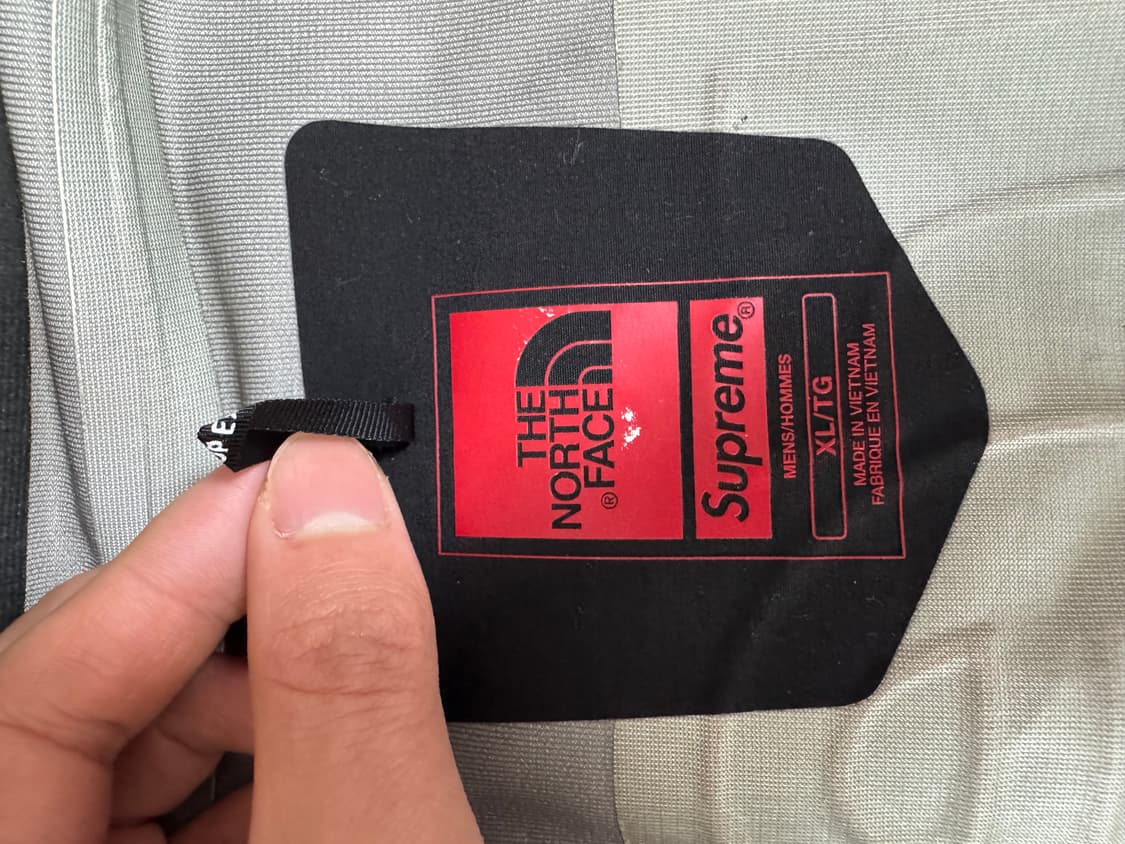 THE
NORTH
FACE®
Supreme®
MENS/HOMMES
XL/TG
MADE IN VIETNAM
FABRIQUE EN VIETNAM